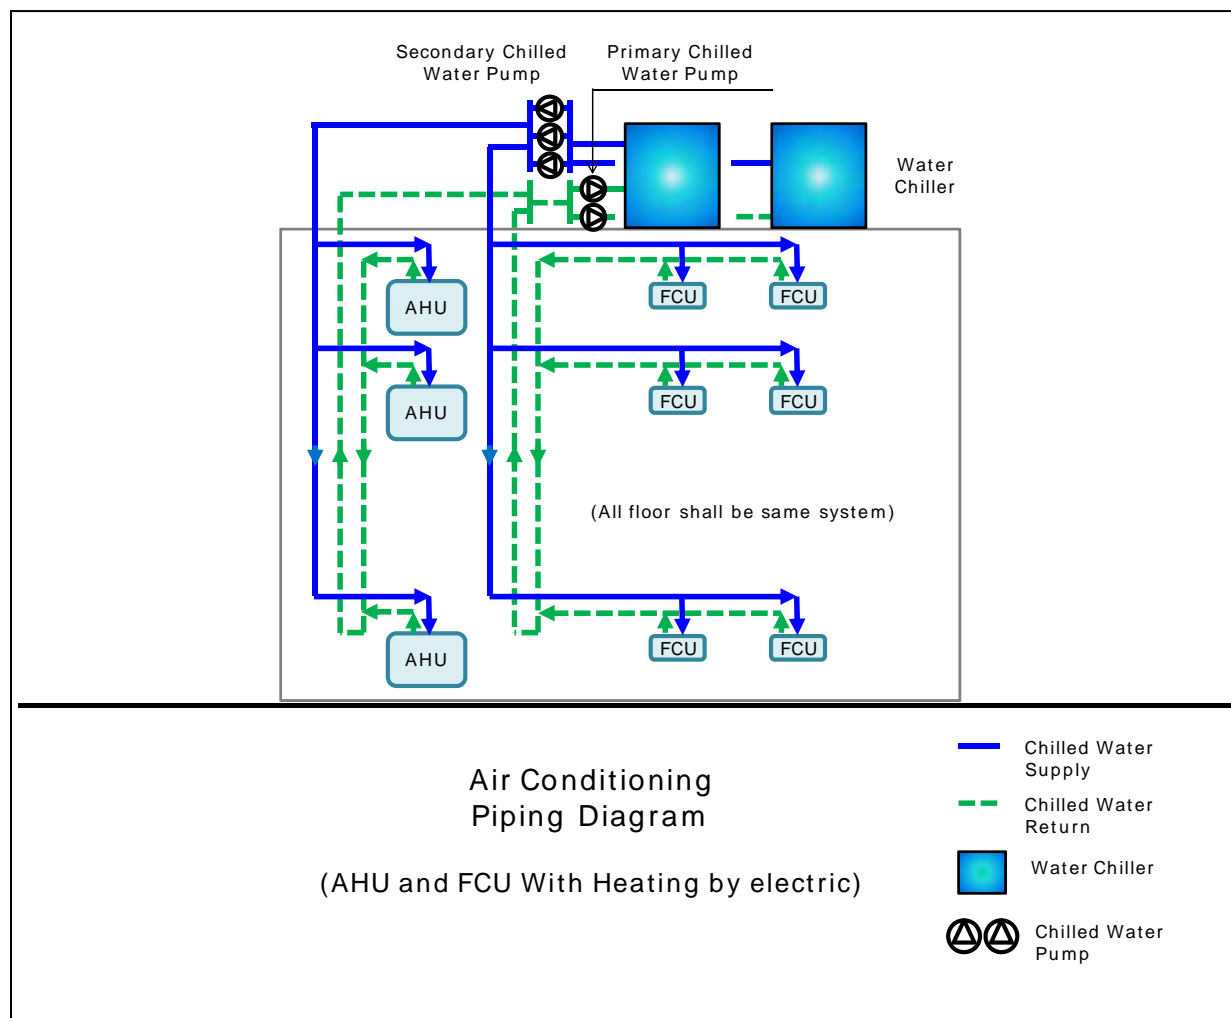 Secondary Chilled
Water Pump
Primary Chilled
Water Pump
Water
Chiller
AHU
FCU
FCU
AHU
FCU
FCU
(All floor shall be same system)
AHU
FCU
FCU
Air Conditioning
Piping Diagram
(AHU and FCU With Heating by electric)
Chilled Water
Supply
Chilled Water
Return
Water Chiller
Chilled Water
Pump